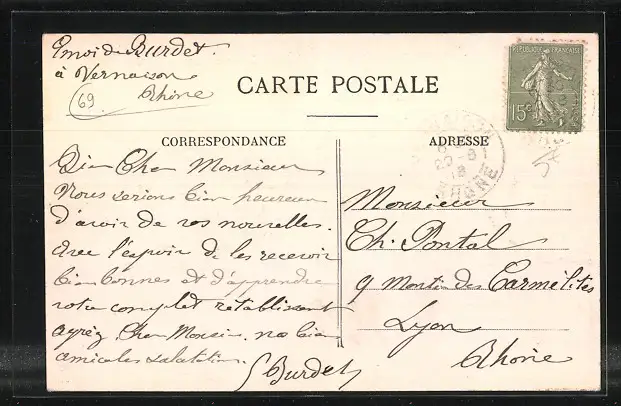 Envoi de Burdet
à Vernaison
Rhône
69
CARTE POSTALE
REPUBLIQUE FRANÇAISE
15c
CORRESPONDANCE
ADRESSE
Bien Cher Monsieur
Nous serions bien heureux
d'avoir de vos nouvelles.
Avec l'espoir de les recevoir
bien bonnes et d'apprendre
votre complet rétablissement
agréez Cher Monsieur nos bien
amicales salutations.
Burdet
Monsieur
Ch. Pontal
9 Montée des Carmélites
Lyon
Rhône
RHONE